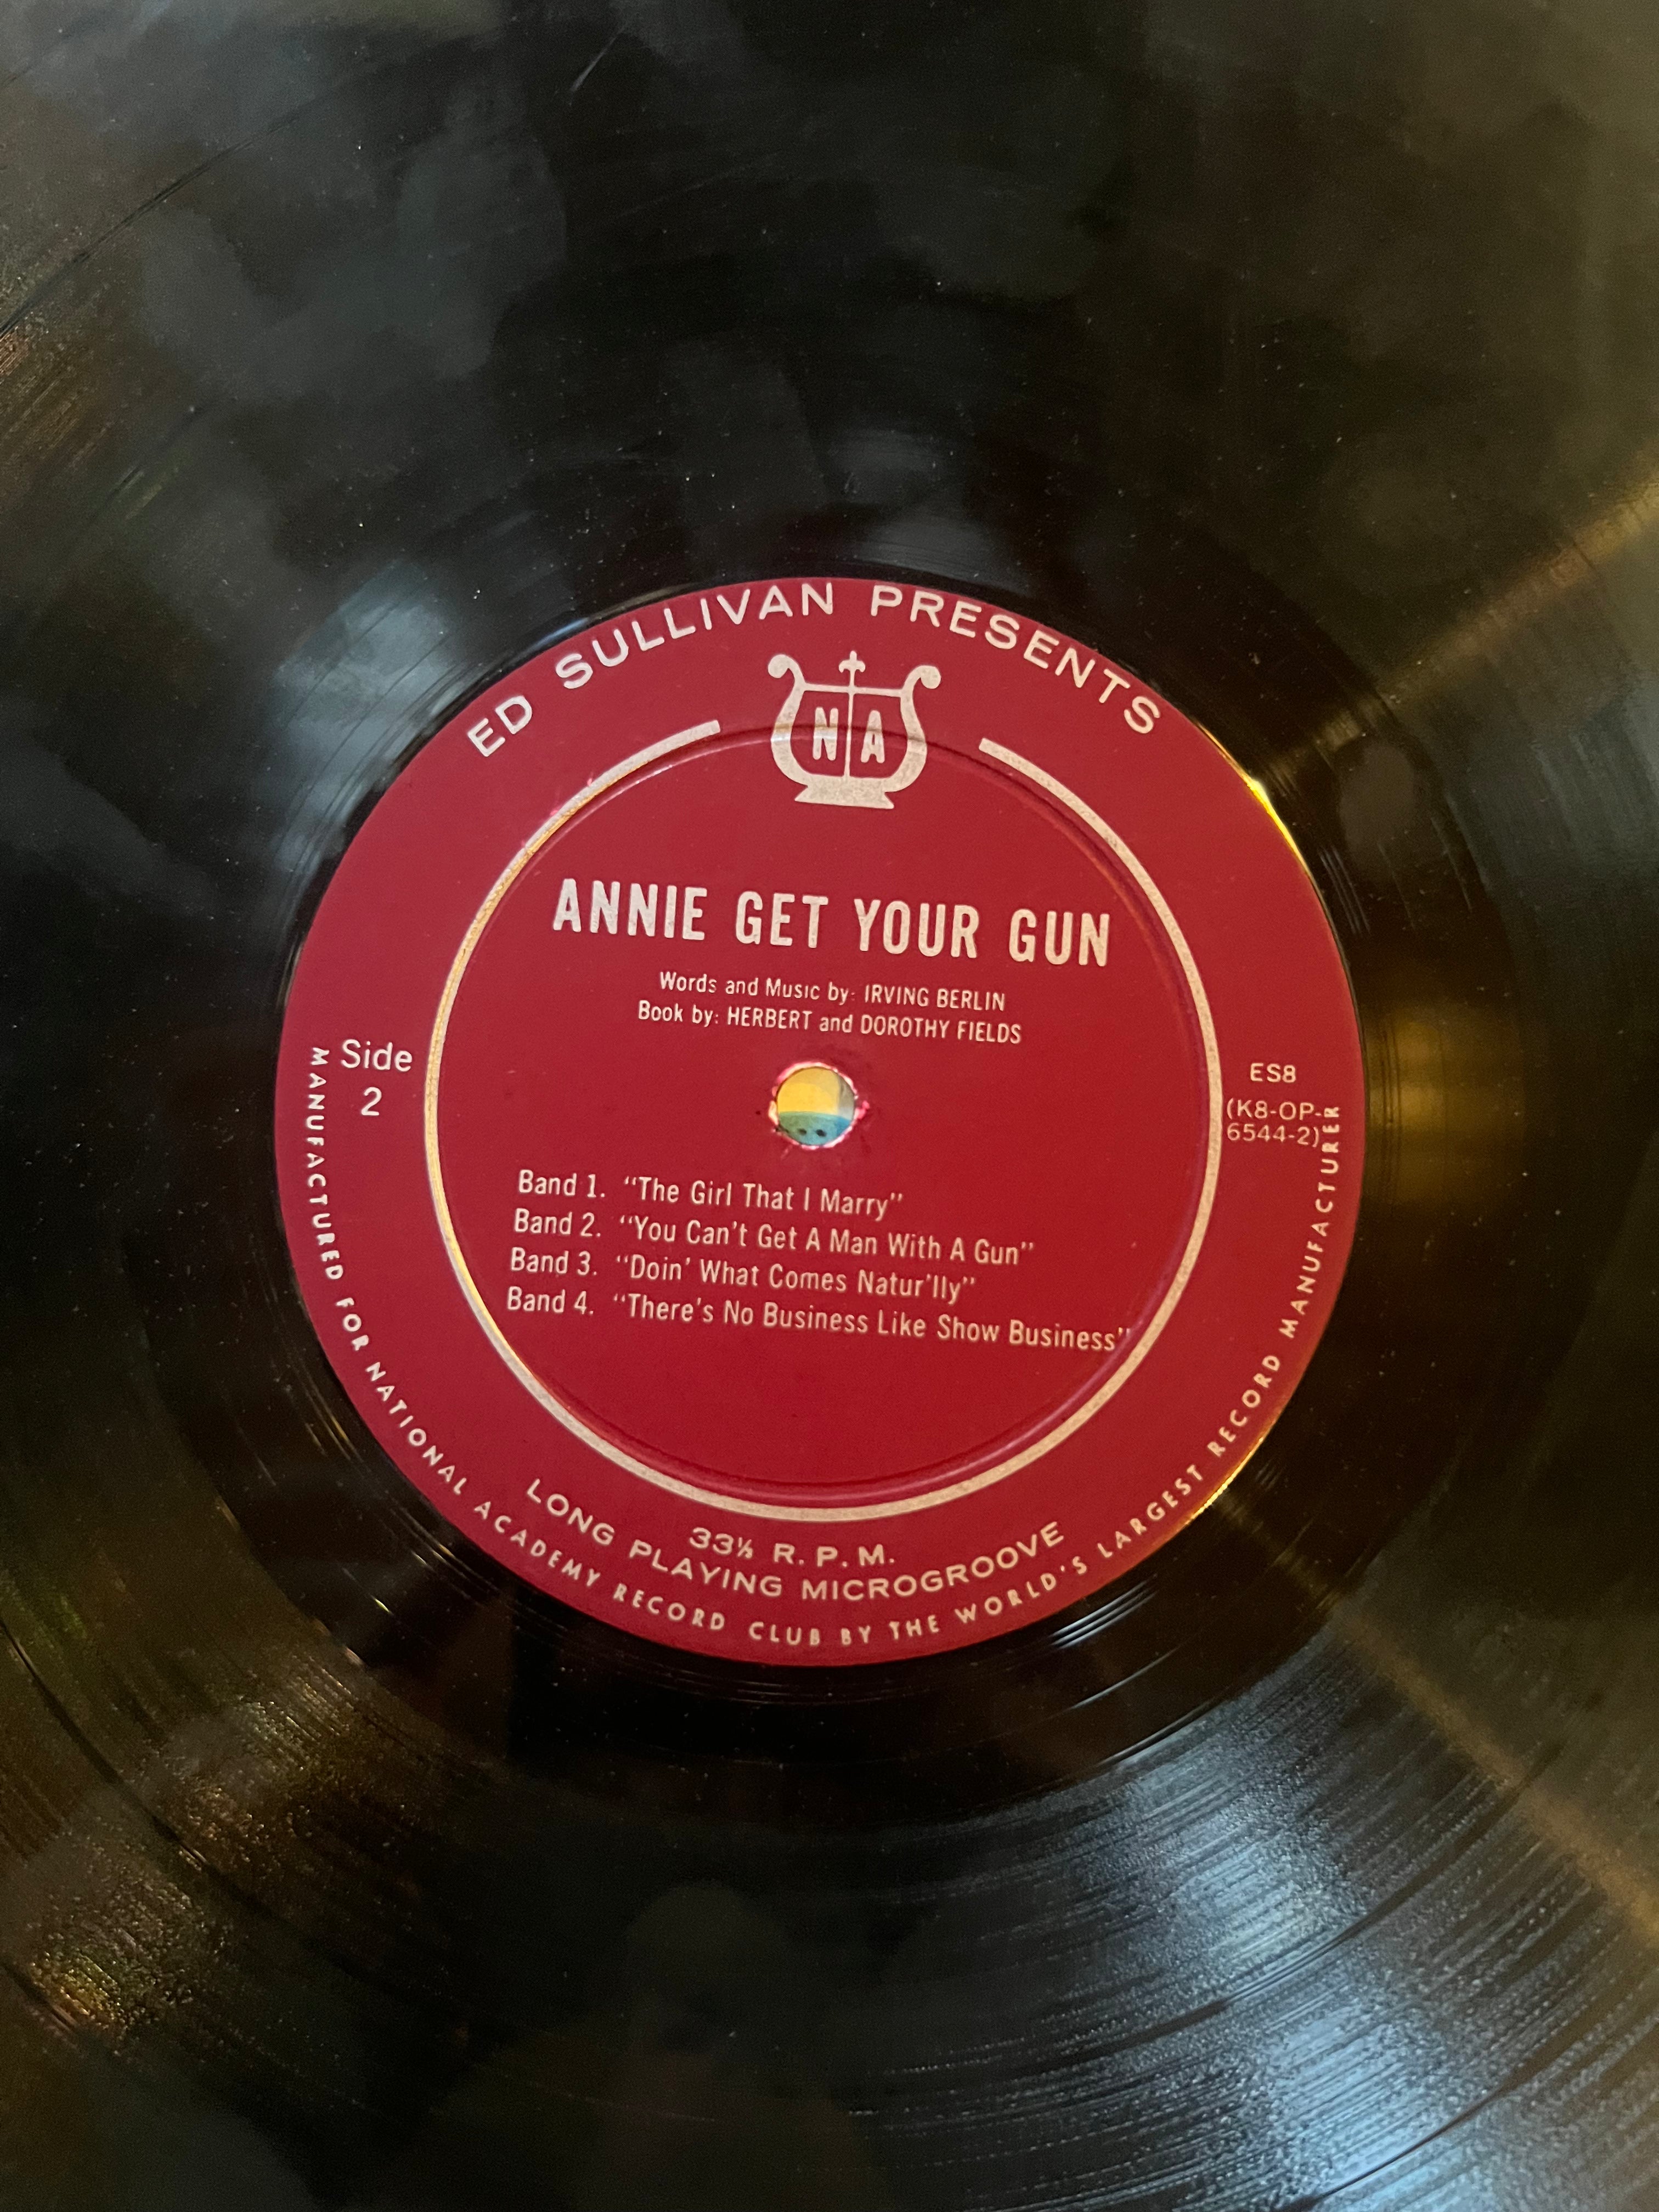 ED SULLIVAN PRESENTS
N A
ANNIE GET YOUR GUN
Words and Music by: IRVING BERLIN
Book by: HERBERT and DOROTHY FIELDS
Side
2
ES8
(K8-OP-
6544-2)
Band 1. "The Girl That I Marry"
Band 2. "You Can't Get A Man With A Gun"
Band 3. "Doin' What Comes Natur'lly"
Band 4. "There's No Business Like Show Business"
33⅓ R.P.M.
LONG PLAYING MICROGROOVE
MANUFACTURED FOR NATIONAL ACADEMY RECORD CLUB BY THE WORLD'S LARGEST RECORD MANUFACTURER